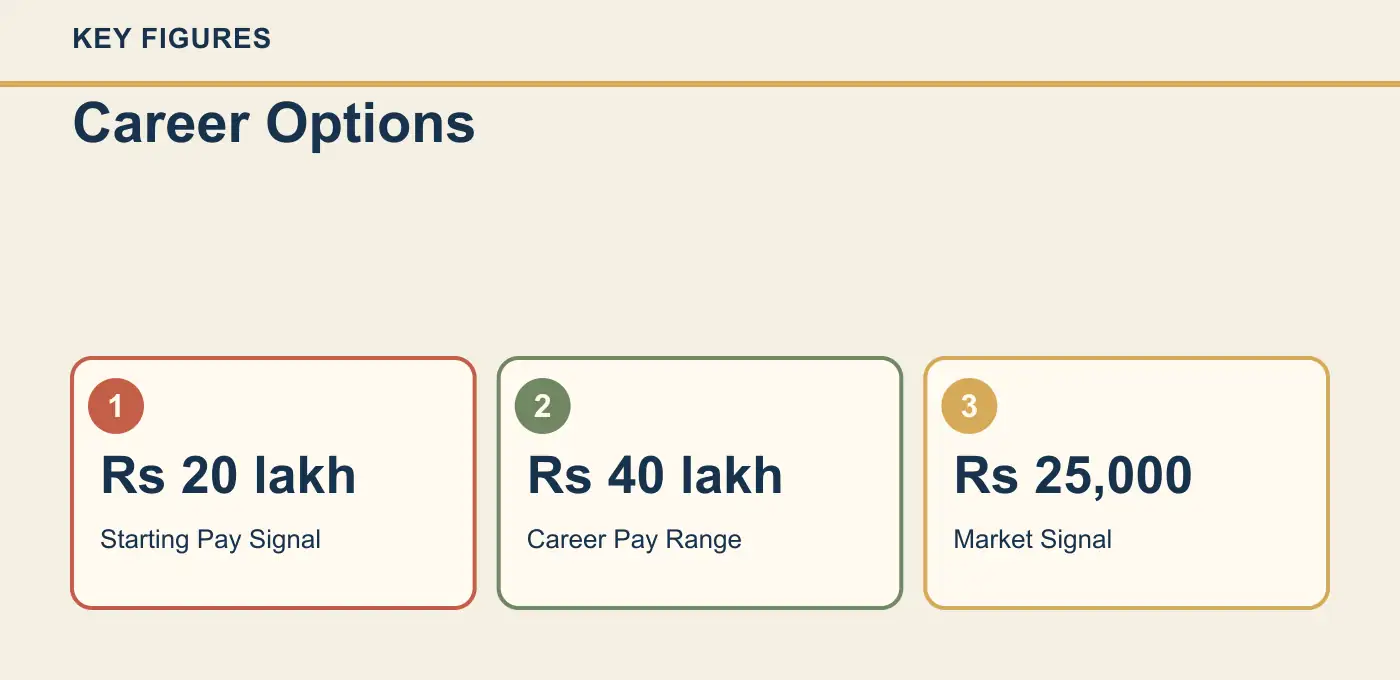 KEY FIGURES
Career Options
1
Rs 20 lakh
Starting Pay Signal
2
Rs 40 lakh
Career Pay Range
3
Rs 25,000
Market Signal